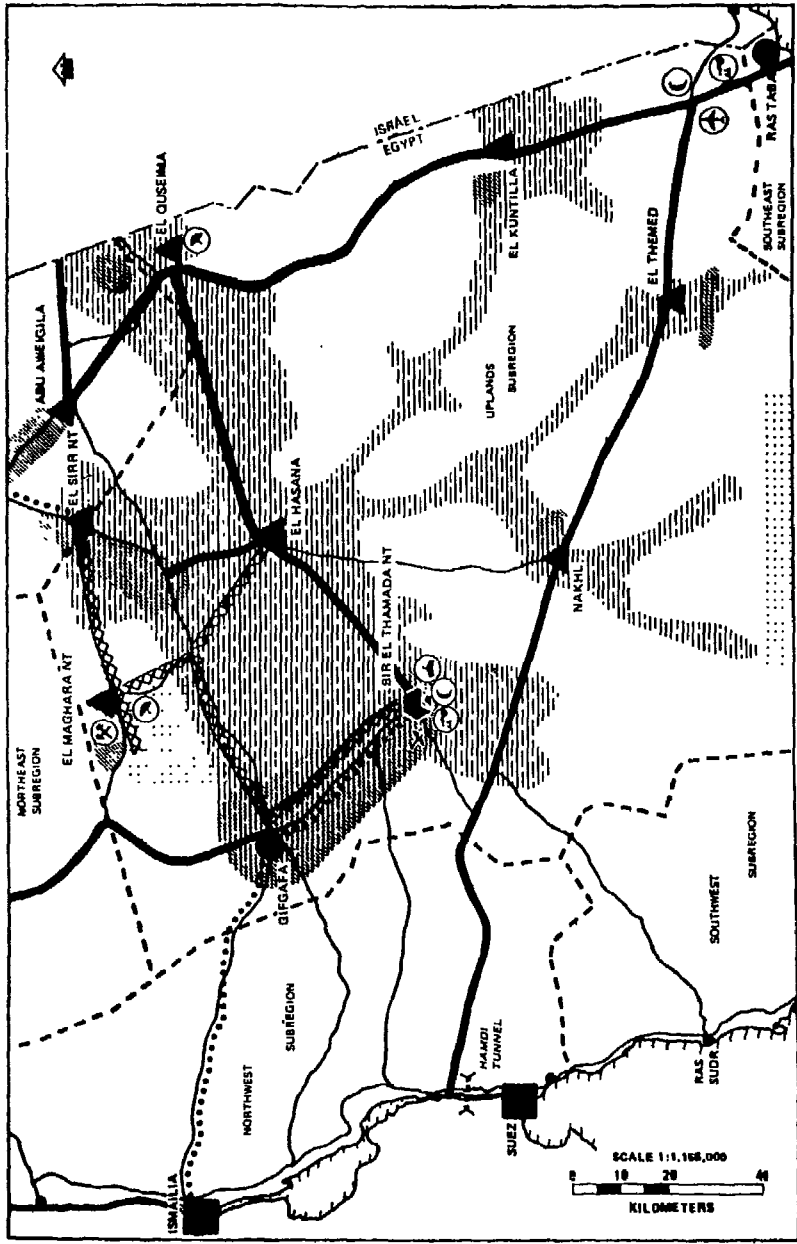 NORTHEAST
SUBREGION
EL MAGHARA NT
EL SIRR NT
ABU AWEIGILA
EL QUSEIMA
ISRAEL
EGYPT
ISMAILIA
GIFGAFA
EL HASANA
NORTHWEST
SUBREGION
BIR EL THAMADA NT
UPLANDS
SUBREGION
EL KUNTILLA
HAMDI
TUNNEL
SUEZ
NAKHL
EL THEMED
SOUTHEAST
SUBREGION
RAS TABA
RAS
SUDR
SOUTHWEST
SUBREGION
SCALE 1:1,168,000
0 10 20 40
KILOMETERS